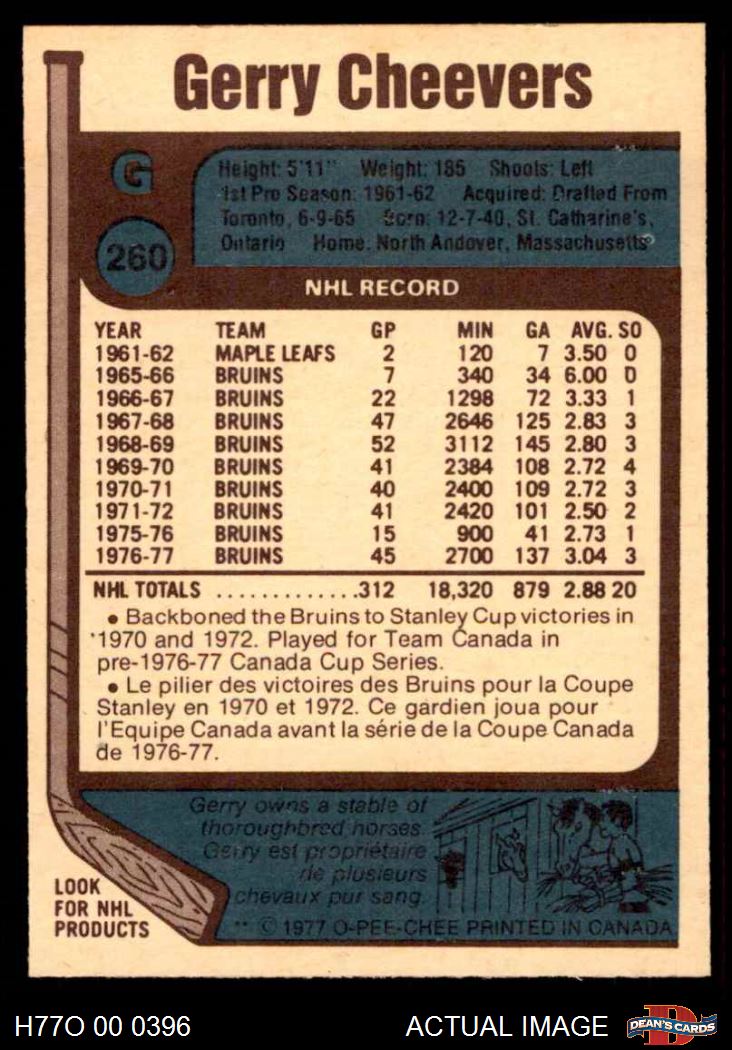 Gerry Cheevers
G
260
Height: 5'11" Weight: 185 Shoots: Left
1st Pro Season: 1961-62 Acquired: Drafted From
Toronto, 6-9-65 Born: 12-7-40, St. Catharine's,
Ontario Home: North Andover, Massachusetts
NHL RECORD
YEAR TEAM GP MIN GA AVG. SO
1961-62 MAPLE LEAFS 2 120 7 3.50 0
1965-66 BRUINS 7 340 34 6.00 0
1966-67 BRUINS 22 1298 72 3.33 1
1967-68 BRUINS 47 2646 125 2.83 3
1968-69 BRUINS 52 3112 145 2.80 3
1969-70 BRUINS 41 2384 108 2.72 4
1970-71 BRUINS 40 2400 109 2.72 3
1971-72 BRUINS 41 2420 101 2.50 2
1975-76 BRUINS 15 900 41 2.73 1
1976-77 BRUINS 45 2700 137 3.04 3
NHL TOTALS .............312 18,320 879 2.88 20
• Backboned the Bruins to Stanley Cup victories in
1970 and 1972. Played for Team Canada in
pre-1976-77 Canada Cup Series.
• Le pilier des victoires des Bruins pour la Coupe
Stanley en 1970 et 1972. Ce gardien joua pour
l'Equipe Canada avant la série de la Coupe Canada
de 1976-77.
Gerry owns a stable of
thoroughbred horses.
Gerry est propriétaire
de plusieurs
chevaux pur sang.
LOOK
FOR NHL
PRODUCTS
** © 1977 O-PEE-CHEE PRINTED IN CANADA
H77O 00 0396 ACTUAL IMAGE
D
DEAN'S CARDS